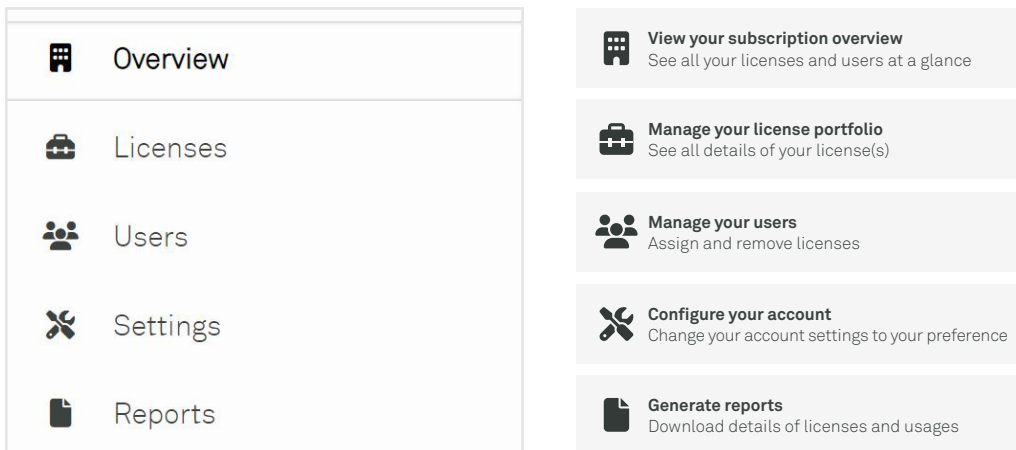 Overview
Licenses
Users
Settings
Reports
View your subscription overview
See all your licenses and users at a glance
Manage your license portfolio
See all details of your license(s)
Manage your users
Assign and remove licenses
Configure your account
Change your account settings to your preference
Generate reports
Download details of licenses and usages